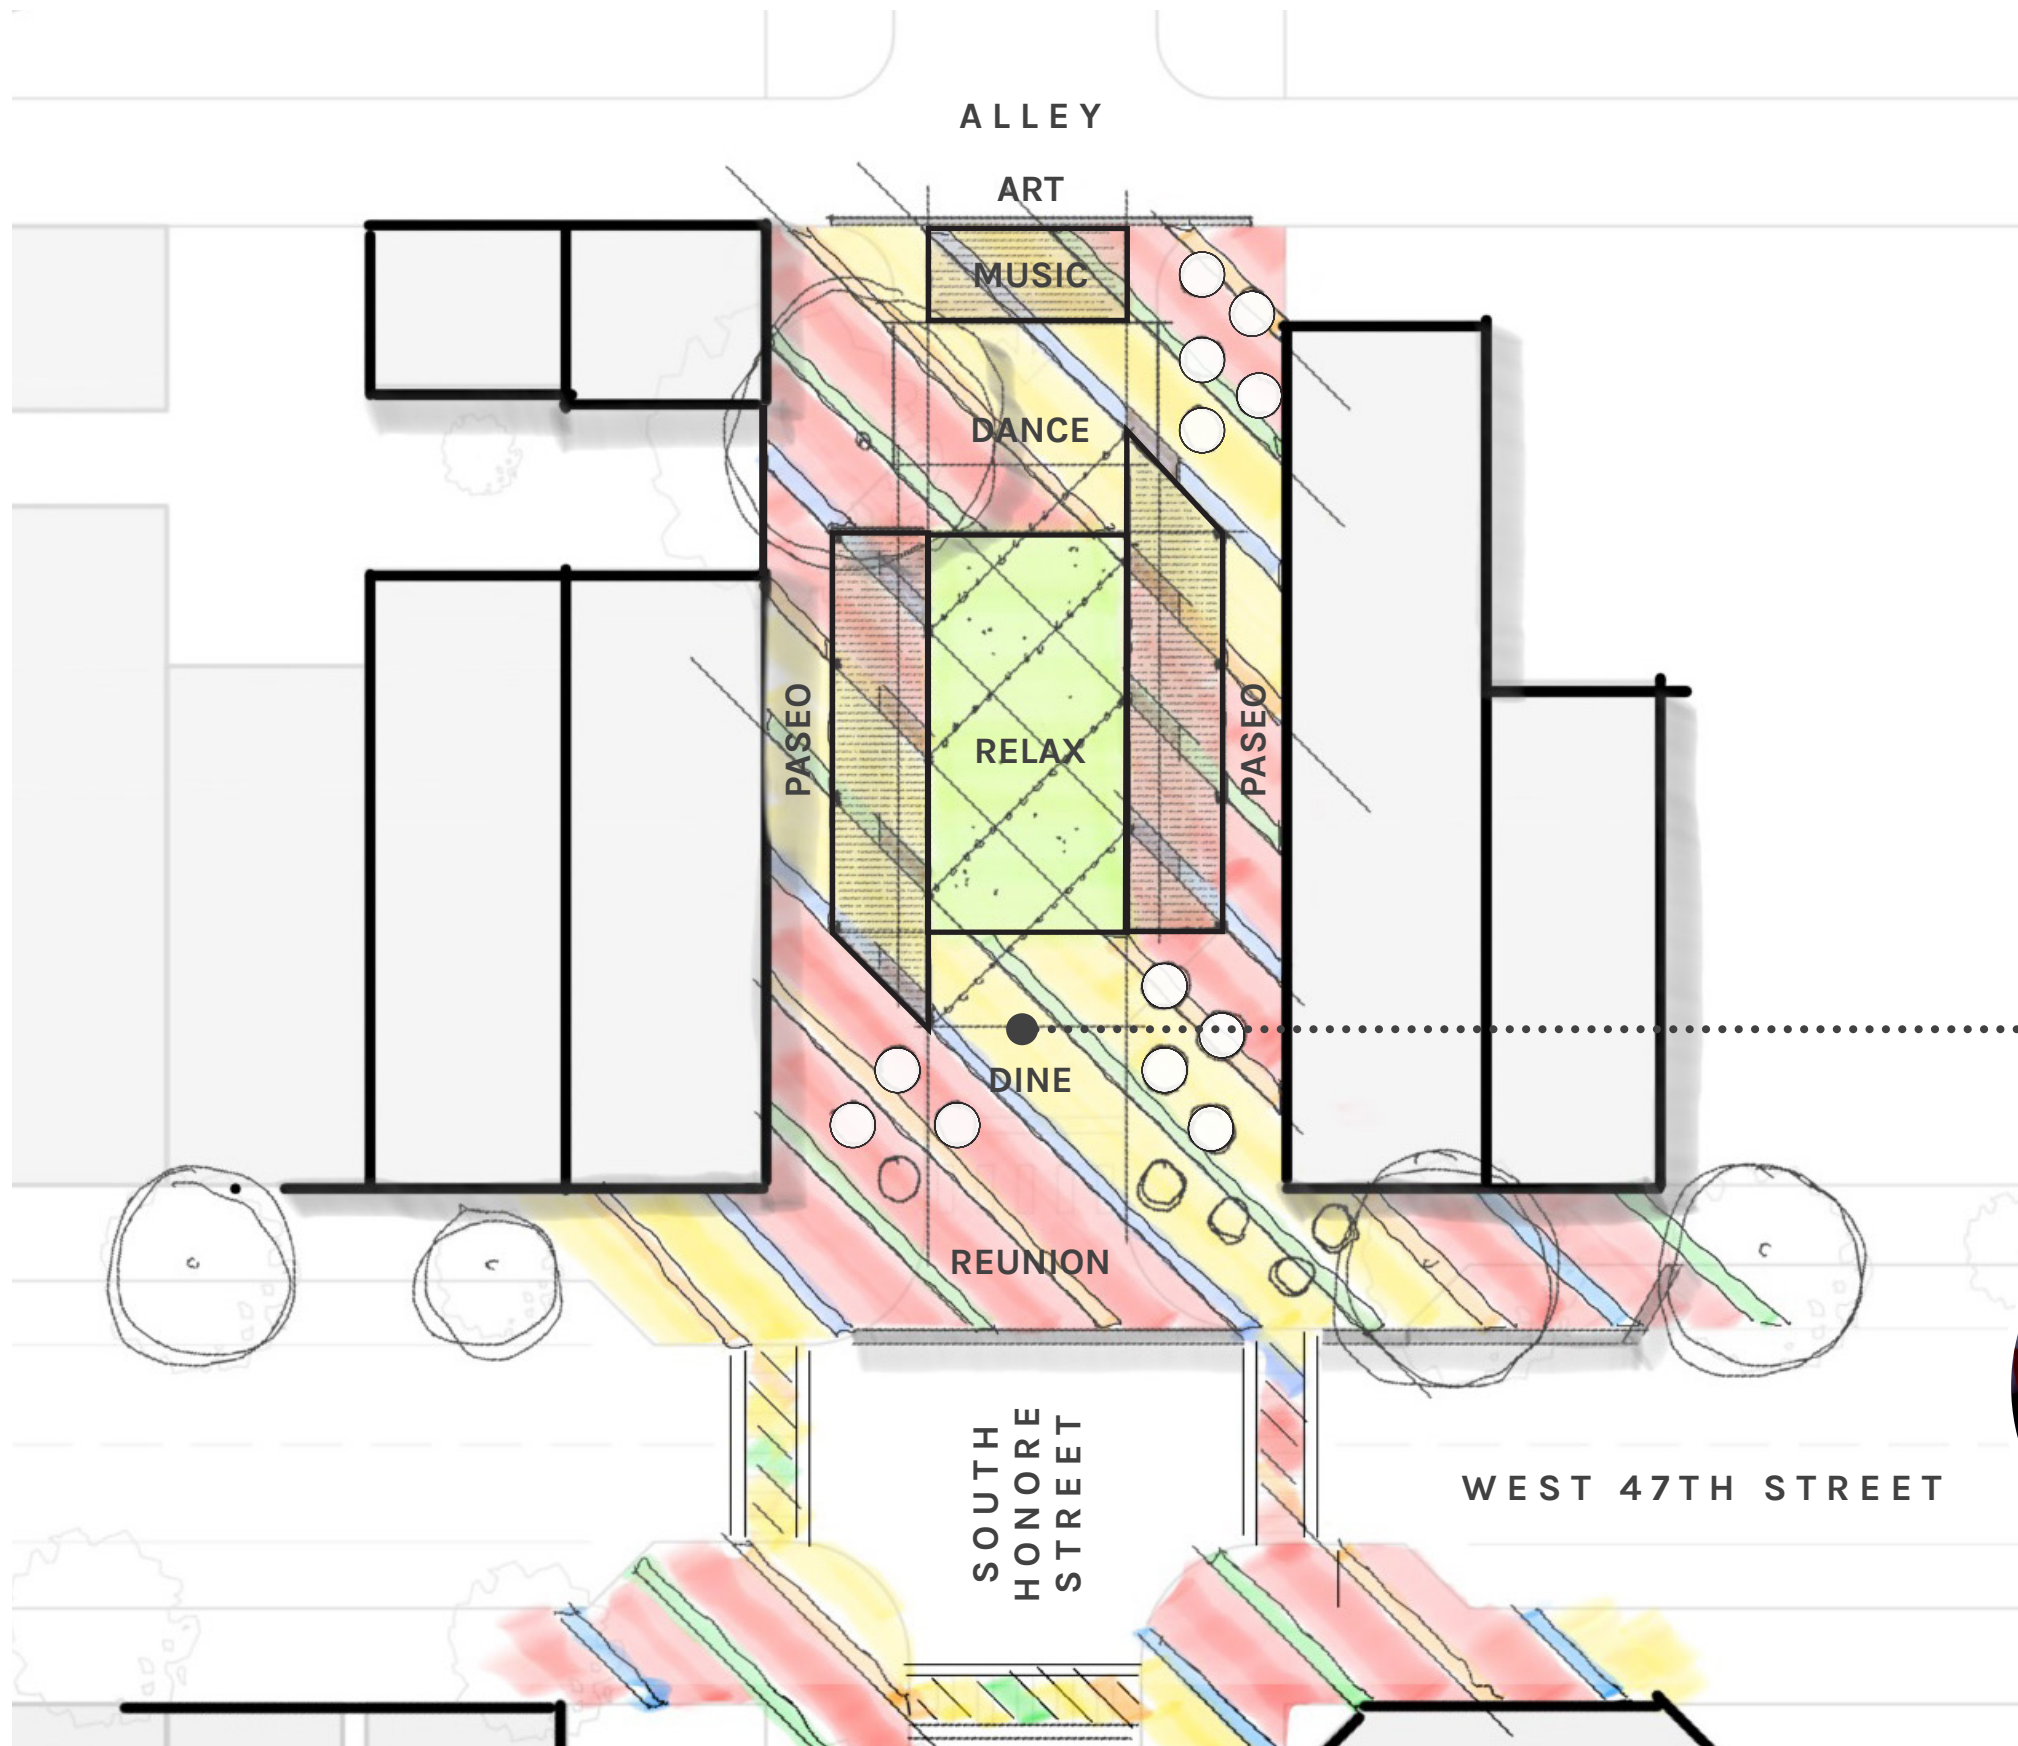 ALLEY
ART
MUSIC
DANCE
PASEO
RELAX
PASEO
DINE
REUNION
SOUTH
HONORE
STREET
WEST 47TH STREET